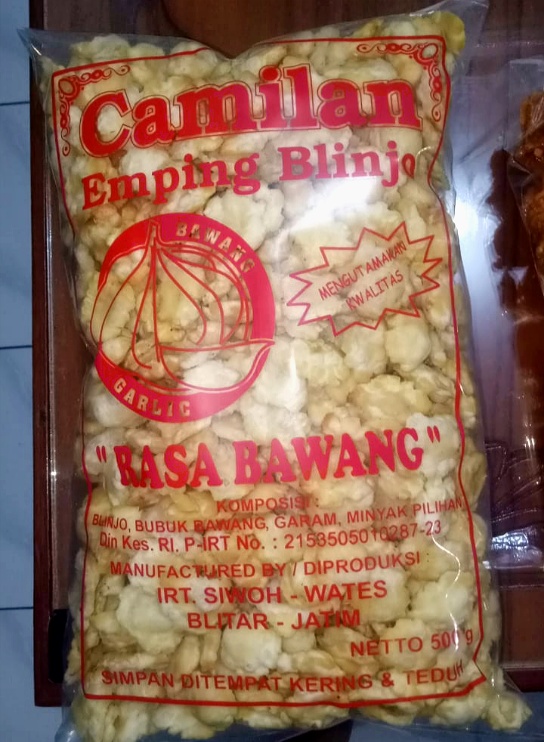 Camilan
Emping Blinjo
BAWANG
GARLIC
MENGUTAMAKAN
KWALITAS
"RASA BAWANG"
KOMPOSISI :
BLINJO, BUBUK BAWANG, GARAM, MINYAK PILIHAN
Din Kes. RI. P-IRT No. : 2153505010287-23
MANUFACTURED BY / DIPRODUKSI
IRT. SIWOH - WATES
BLITAR - JATIM
NETTO 500 g
SIMPAN DITEMPAT KERING & TEDUH